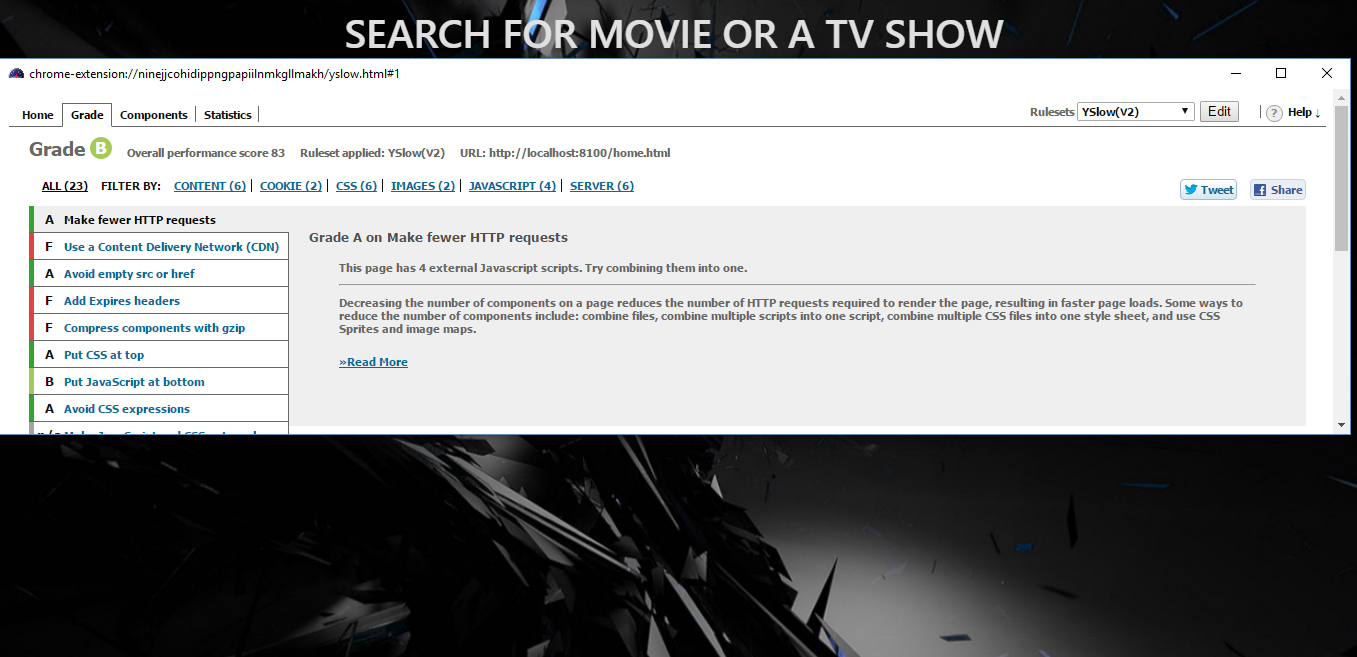 SEARCH FOR MOVIE OR A TV SHOW
chrome-extension://ninejjcohidippngpapiilnmkgllmakh/yslow.html#1
Home Grade Components Statistics Rulesets YSlow(V2) Edit ? Help ↓
Grade B Overall performance score 83 Ruleset applied: YSlow(V2) URL: http://localhost:8100/home.html
ALL (23) FILTER BY: CONTENT (6) COOKIE (2) CSS (6) IMAGES (2) JAVASCRIPT (4) SERVER (6)
Tweet Share
A Make fewer HTTP requests
F Use a Content Delivery Network (CDN)
A Avoid empty src or href
F Add Expires headers
F Compress components with gzip
A Put CSS at top
B Put JavaScript at bottom
A Avoid CSS expressions
Grade A on Make fewer HTTP requests
This page has 4 external Javascript scripts. Try combining them into one.
Decreasing the number of components on a page reduces the number of HTTP requests required to render the page, resulting in faster page loads. Some ways to
reduce the number of components include: combine files, combine multiple scripts into one script, combine multiple CSS files into one style sheet, and use CSS
Sprites and image maps.
»Read More